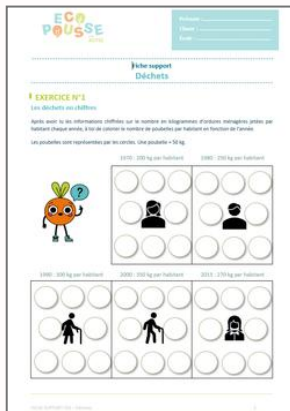 ECO
POUSSE
Prénom :
Classe :
École :
Fiche support
Déchets
EXERCICE N°1
Les déchets en chiffres
Après avoir lu les informations chiffrées sur le nombre en kilogrammes d'ordures ménagères jetées par
habitant chaque année, à toi de colorier le nombre de poubelles par habitant en fonction de l'année.
Les poubelles sont représentées par les cercles. Une poubelle = 50 kg.
1970 : 200 kg par habitant
1980 : 250 kg par habitant
?
1990 : 300 kg par habitant
2000 : 350 kg par habitant
2015 : 270 kg par habitant